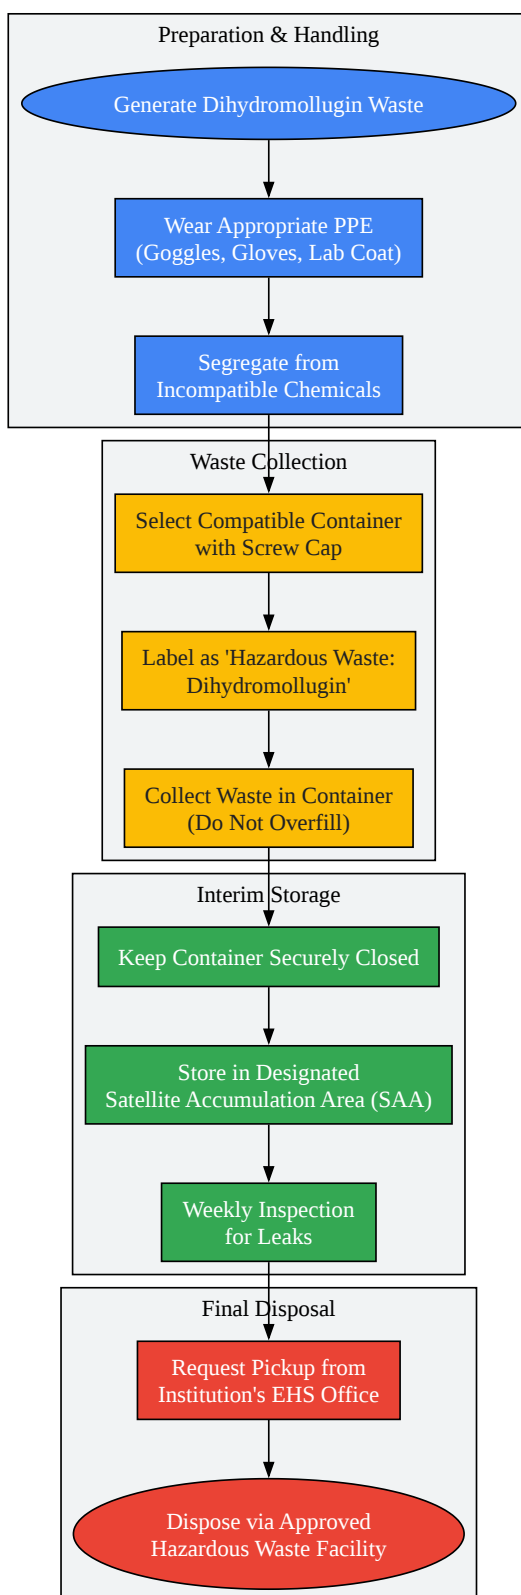 Preparation & Handling
Generate Dihydromollugin Waste
Wear Appropriate PPE
(Goggles, Gloves, Lab Coat)
Segregate from
Incompatible Chemicals
Waste Collection
Select Compatible Container
with Screw Cap
Label as 'Hazardous Waste:
Dihydromollugin'
Collect Waste in Container
(Do Not Overfill)
Interim Storage
Keep Container Securely Closed
Store in Designated
Satellite Accumulation Area (SAA)
Weekly Inspection
for Leaks
Final Disposal
Request Pickup from
Institution's EHS Office
Dispose via Approved
Hazardous Waste Facility